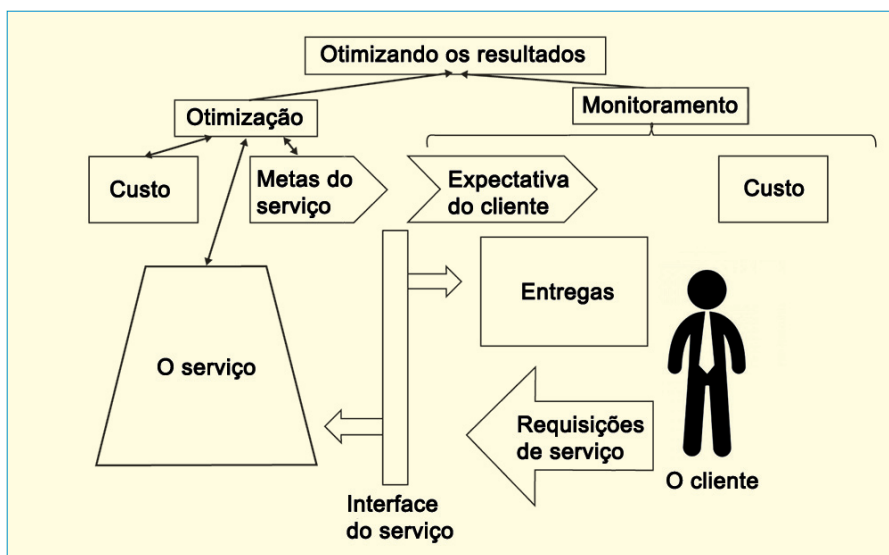 Otimizando os resultados
Otimização
Monitoramento
Custo
Metas do
serviço
Expectativa
do cliente
Custo
Entregas
O serviço
Requisições
de serviço
O cliente
Interface
do serviço